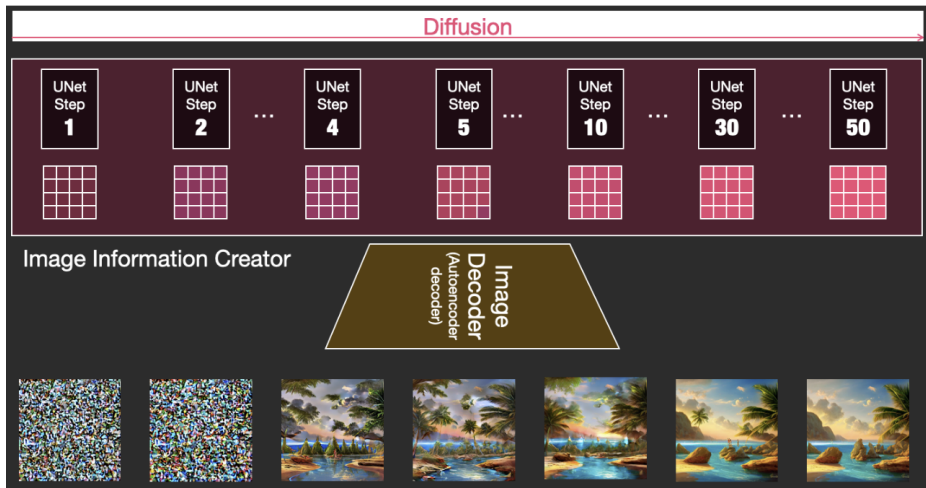 Diffusion
UNet
Step
1
UNet
Step
2
...
UNet
Step
4
UNet
Step
5
...
UNet
Step
10
...
UNet
Step
30
...
UNet
Step
50
Image Information Creator
Image
Decoder
(Autoencoder
decoder)